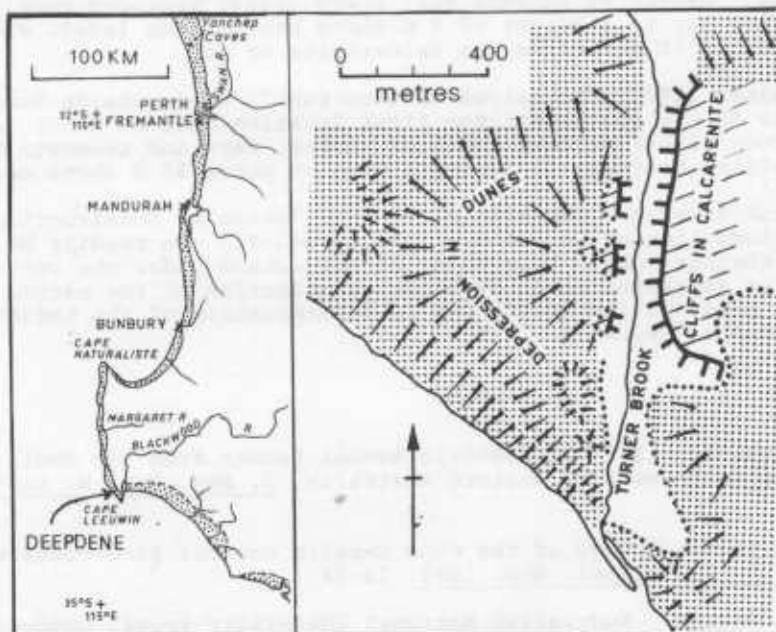 Yanchep
Caves
100 KM
PERTH
32°S +
115°E
FREMANTLE
MANDURAH
BUNBURY
CAPE
NATURALISTE
MARGARET R
BLACKWOOD
R
CAPE
LEEUWIN
DEEPDENE
35°S +
115°E
0 400
metres
DUNES
IN
DEPRESSION
TURNER BROOK
CLIFFS IN CALCARENITE